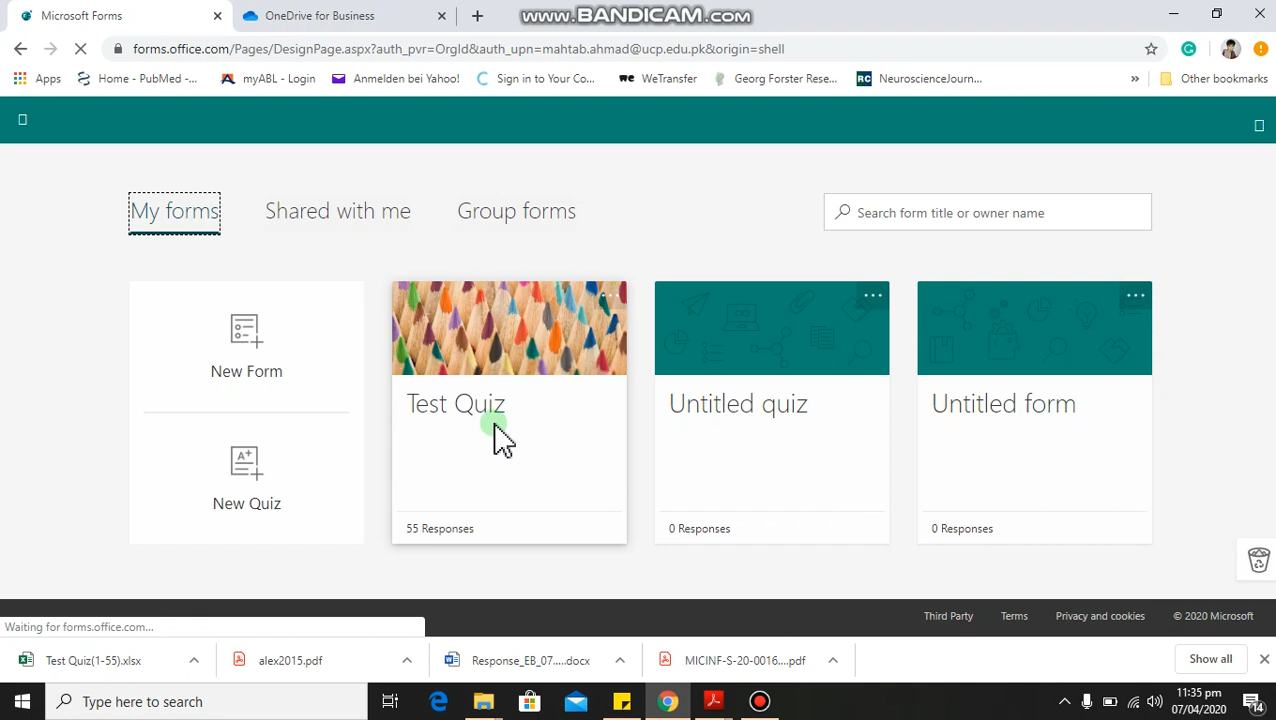 Microsoft Forms
OneDrive for Business
www.BANDICAM.com
forms.office.com/Pages/DesignPage.aspx?auth_pvr=OrgId&auth_upn=mahtab.ahmad@ucp.edu.pk&origin=shell
Apps
Home - PubMed -...
myABL - Login
Anmelden bei Yahoo!
Sign in to Your Co...
we WeTransfer
Georg Forster Rese...
RC NeuroscienceJourn...
»
Other bookmarks
My forms
Shared with me
Group forms
Search form title or owner name
New Form
New Quiz
Test Quiz
55 Responses
Untitled quiz
0 Responses
Untitled form
0 Responses
Third Party
Terms
Privacy and cookies
© 2020 Microsoft
Waiting for forms.office.com...
Test Quiz(1-55).xlsx
alex2015.pdf
Response_EB_07.....docx
MICINF-S-20-0016....pdf
Show all
Type here to search
11:35 pm
07/04/2020
14